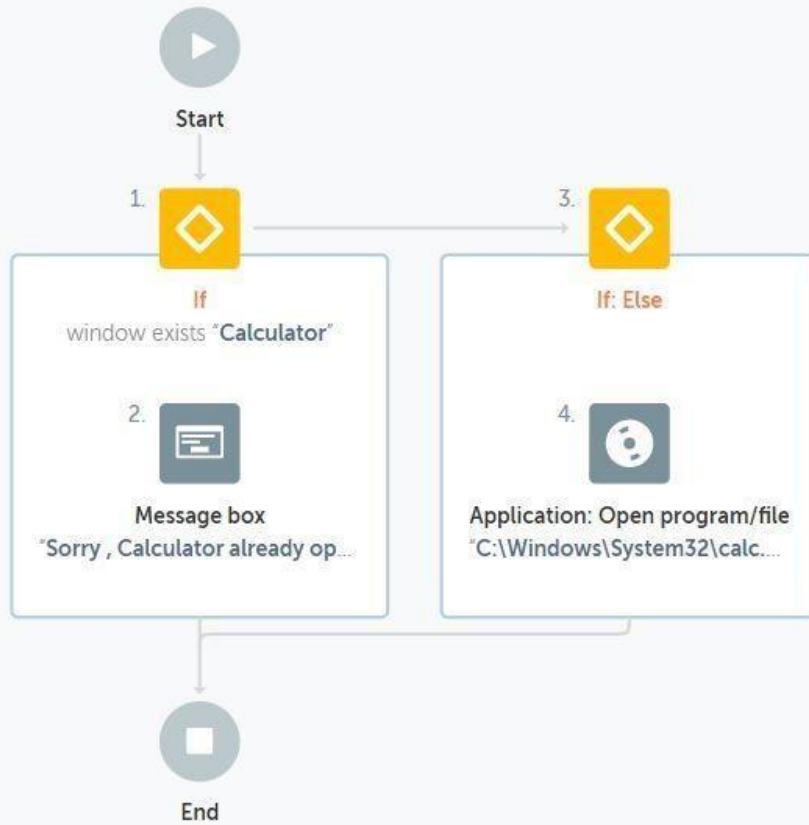 Start
1.
If
window exists "Calculator"
2.
Message box
"Sorry , Calculator already op...
3.
If: Else
4.
Application: Open program/file
"C:\Windows\System32\calc....
End